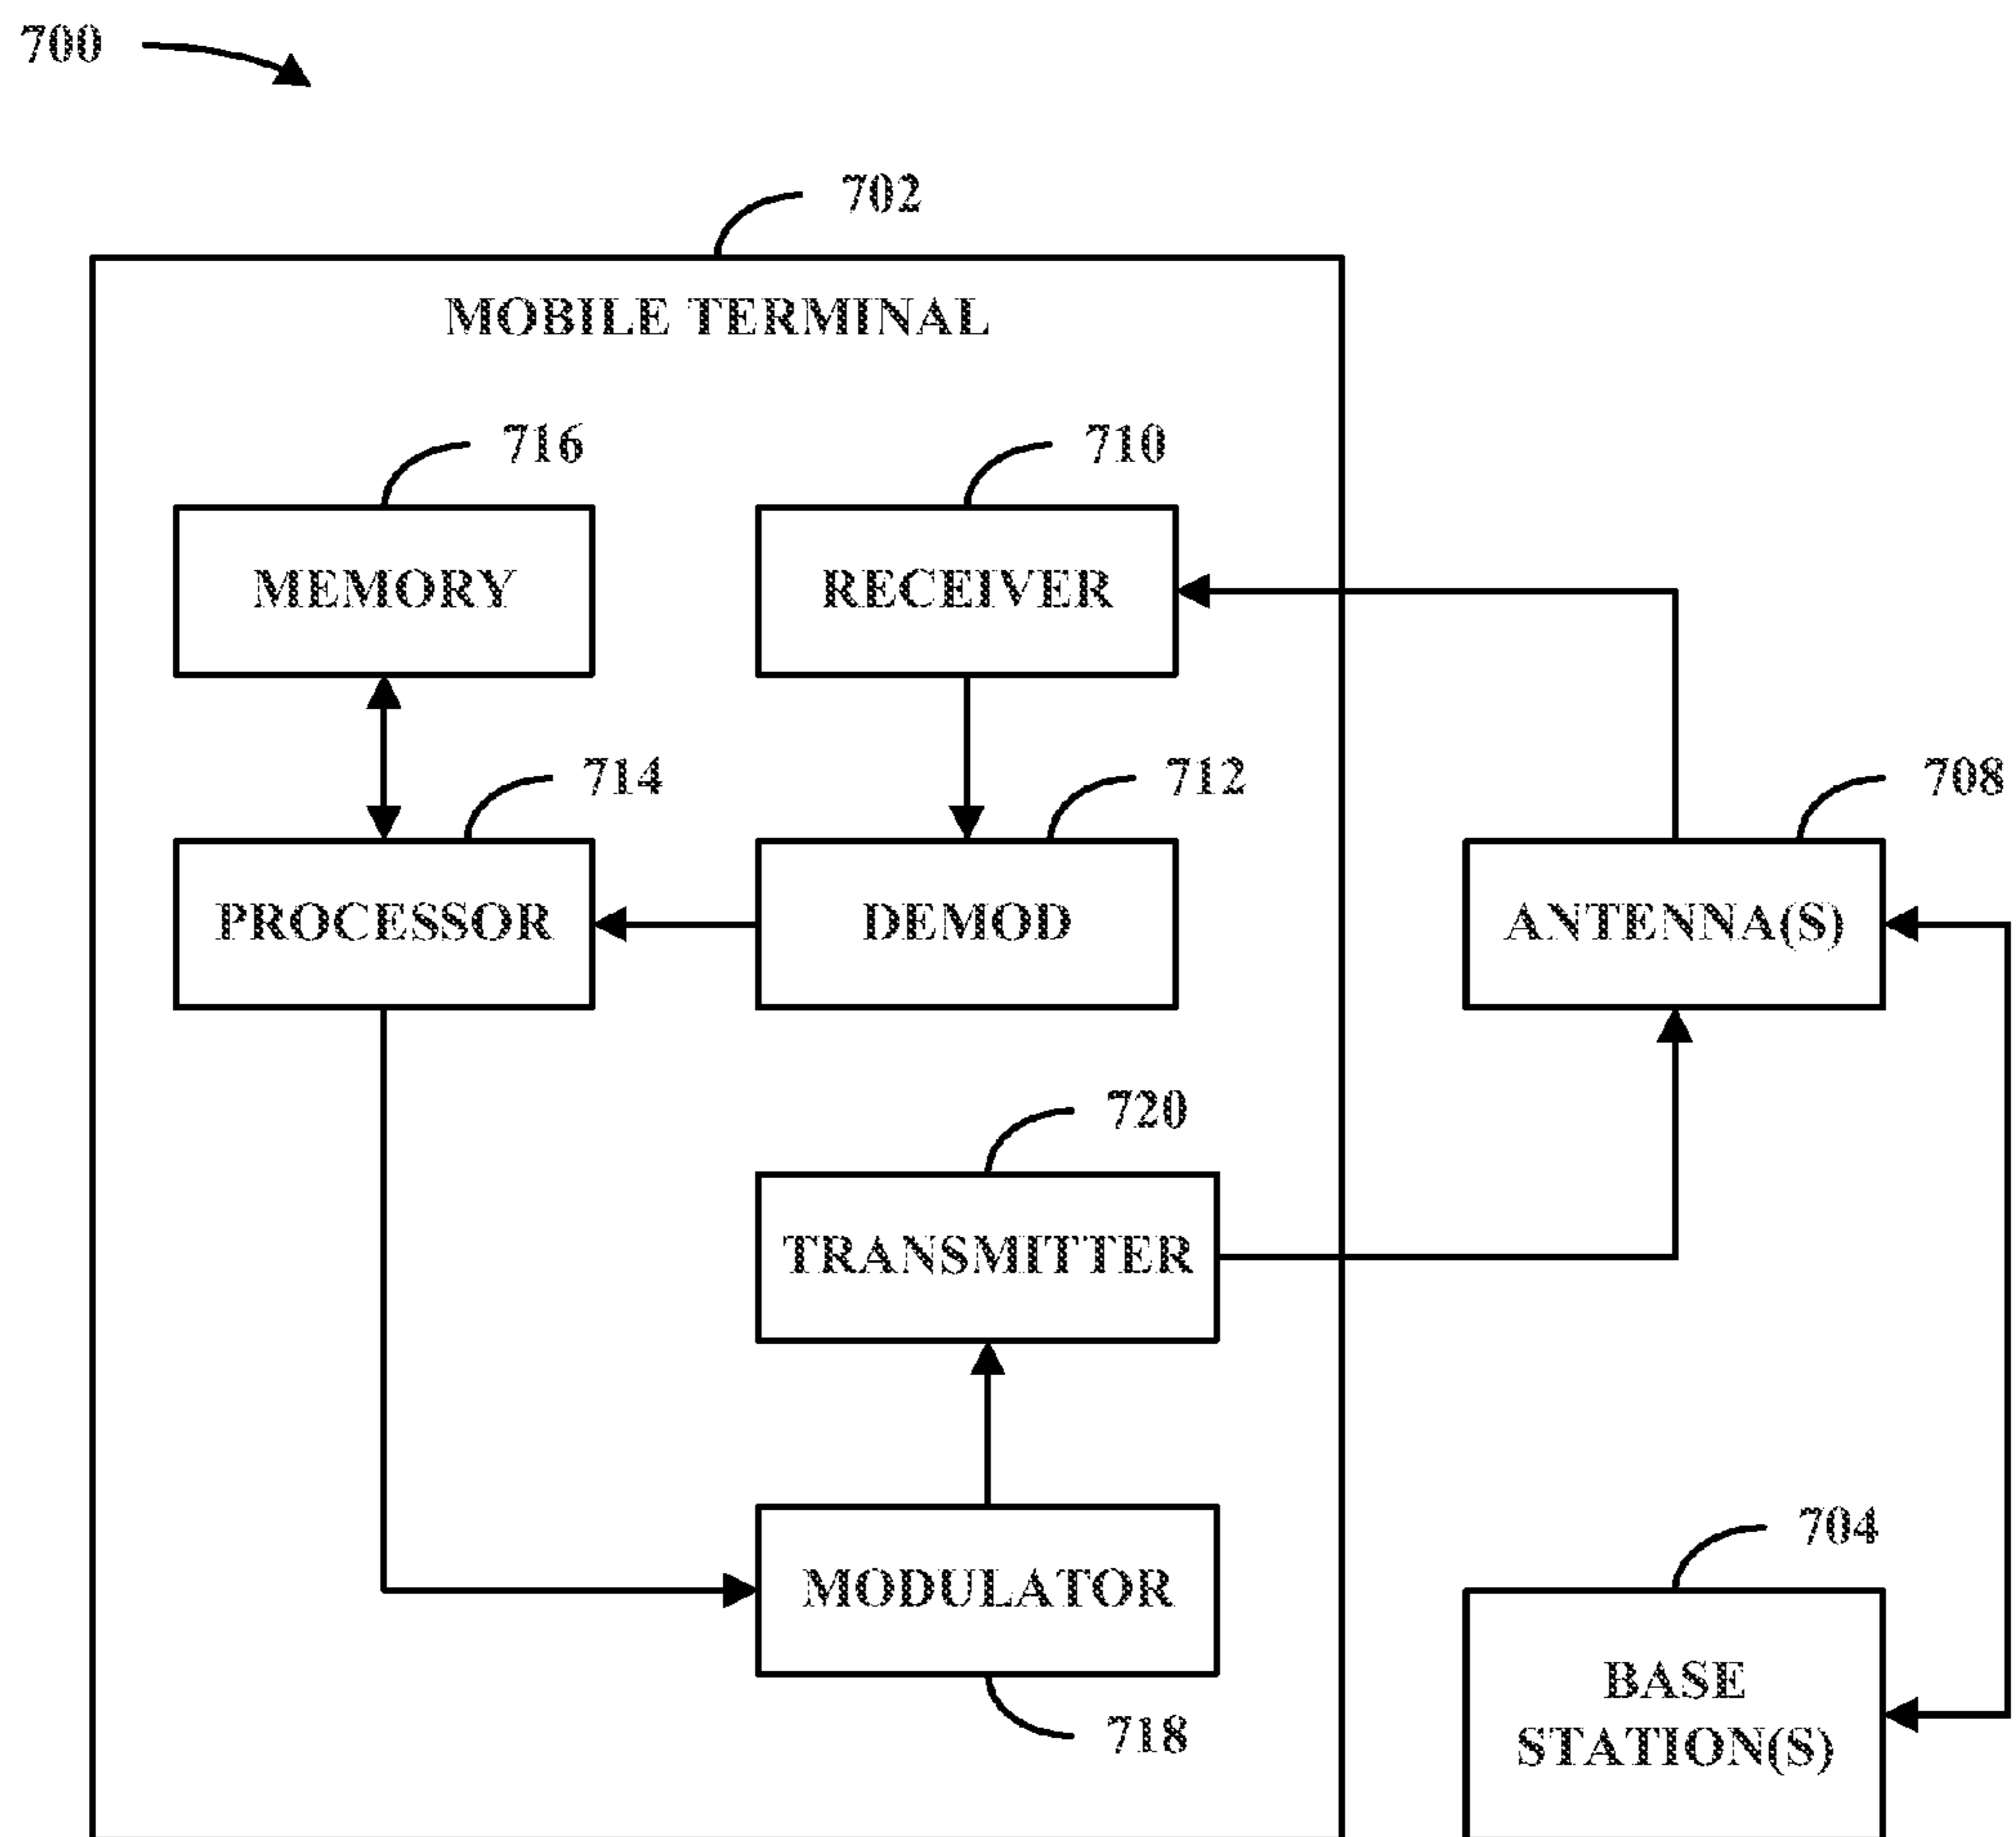 700
702
MOBILE TERMINAL
716
710
MEMORY
RECEIVER
714
712
708
PROCESSOR
DEMOD
ANTENNA(S)
720
TRANSMITTER
704
MODULATOR
BASE
STATION(S)
718